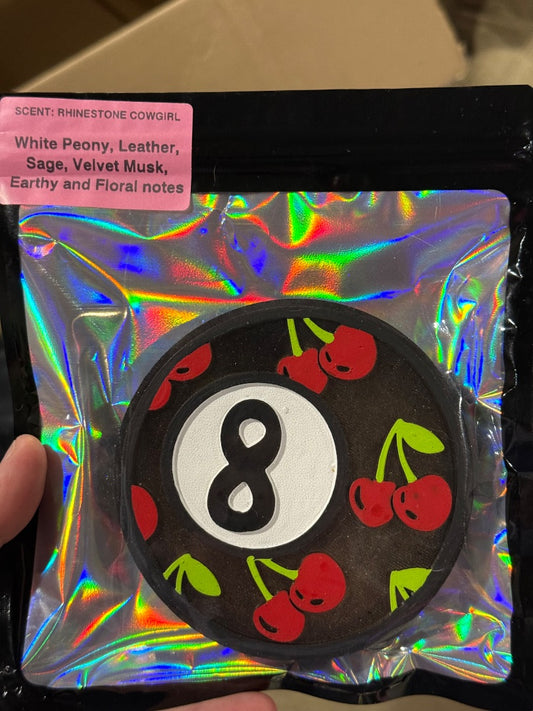 SCENT: RHINESTONE COWGIRL
White Peony, Leather,
Sage, Velvet Musk,
Earthy and Floral notes
8